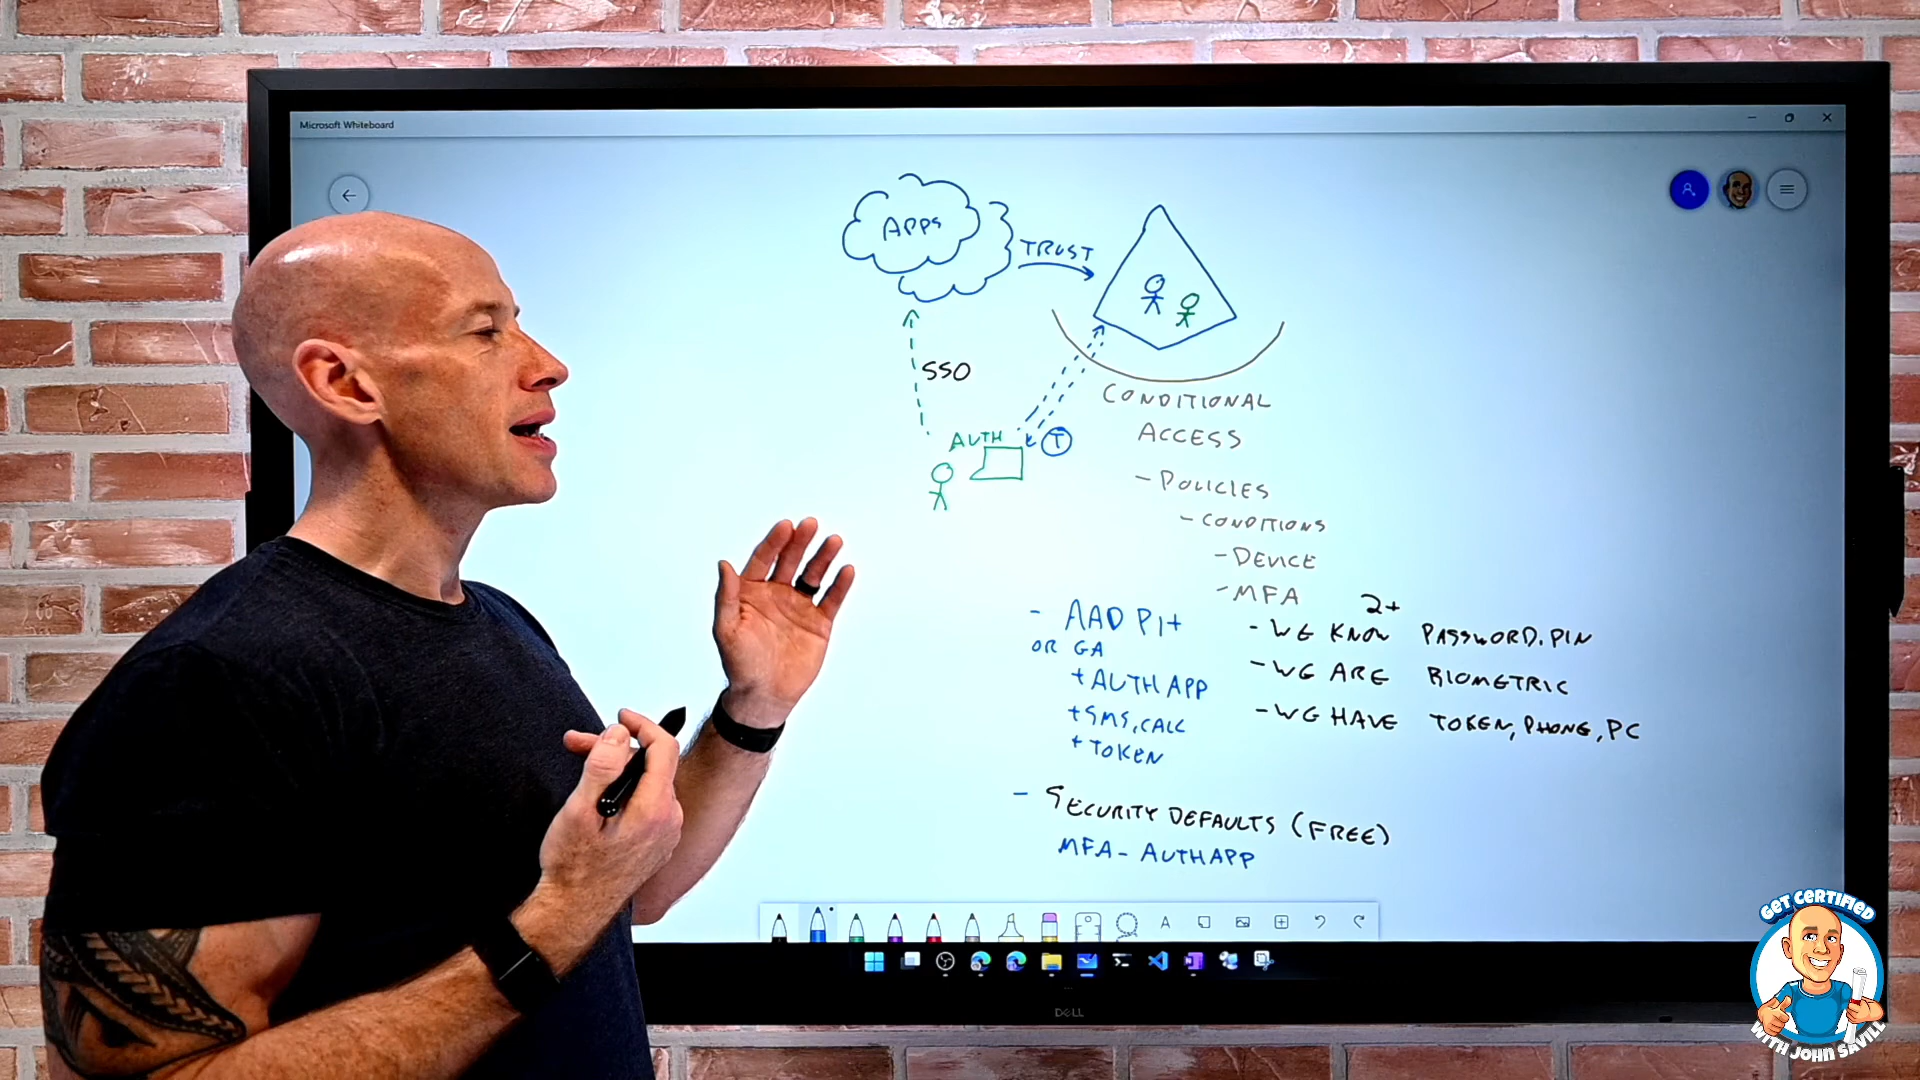 Microsoft Whiteboard
APPS
TRUST
SSO
CONDITIONAL
ACCESS
AUTH
T
- POLICIES
- CONDITIONS
- DEVICE
- MFA
2+
- AAD P1+
OR GA
+ AUTH APP
+ SMS, CALL
+ TOKEN
- WE KNOW PASSWORD, PIN
- WE ARE BIOMETRIC
- WE HAVE TOKEN, PHONE, PC
- SECURITY DEFAULTS (FREE)
MFA - AUTH APP
A
DELL
GET CERTIFIED
WITH JOHN SAVILL